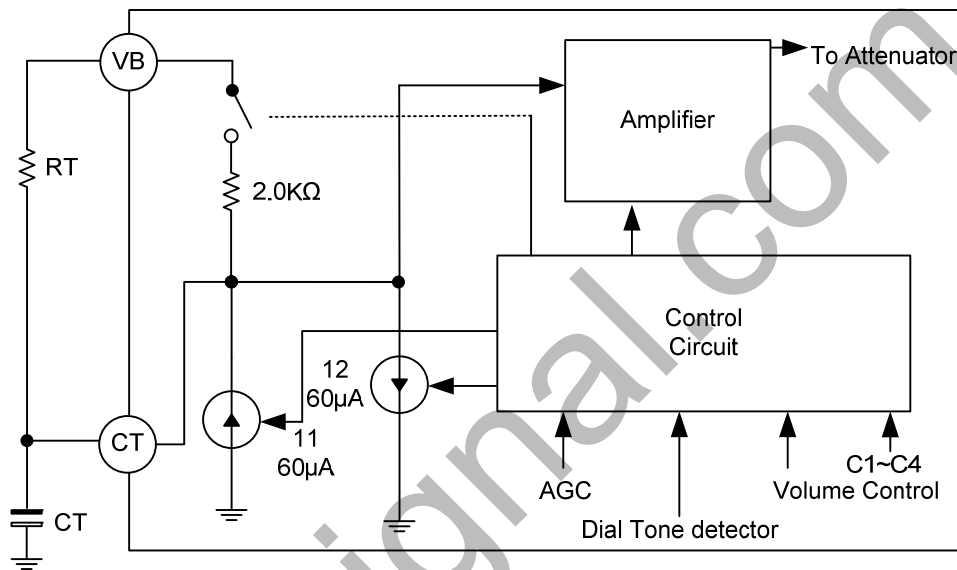 VB
To Attenuator
Amplifier
RT
2.0KΩ
Control
Circuit
12
60µA
11
60µA
CT
C1~C4
AGC
Volume Control
CT
Dial Tone detector
ignal.com